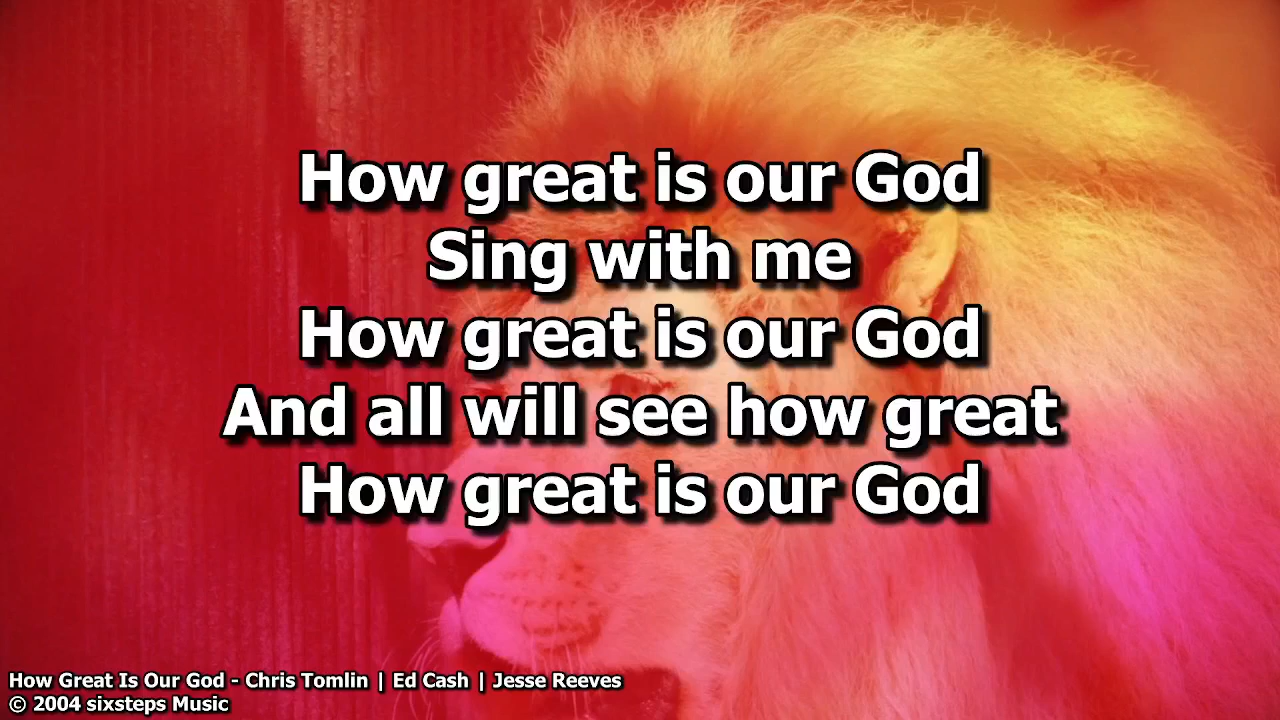 How great is our God
Sing with me
How great is our God
And all will see how great
How great is our God
How Great Is Our God - Chris Tomlin | Ed Cash | Jesse Reeves
© 2004 sixsteps Music